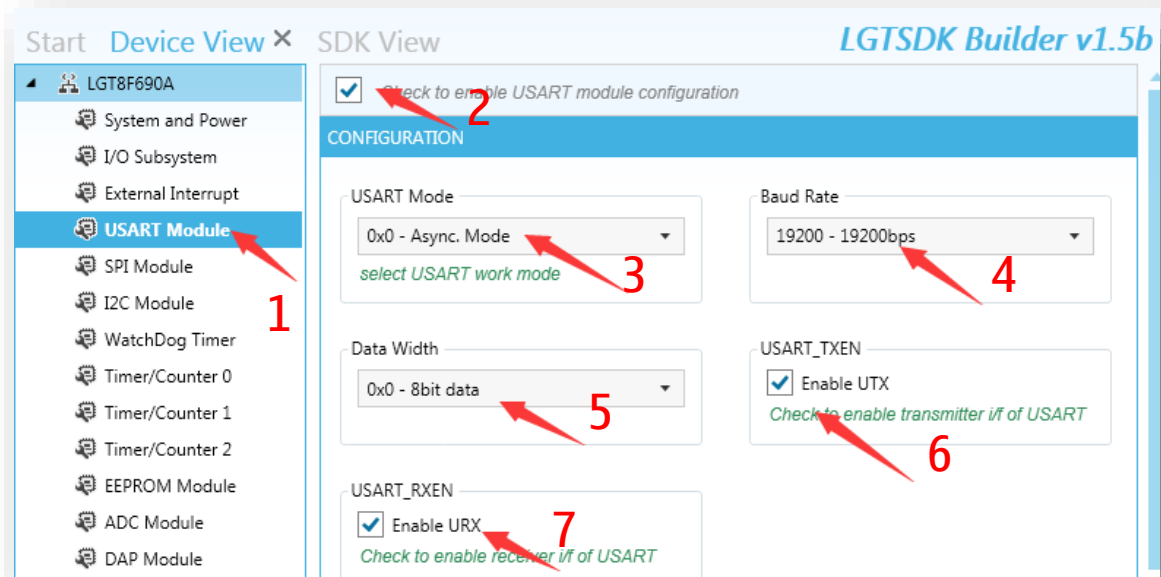 Start Device View × SDK View LGTSDK Builder v1.5b
LGT8F690A
System and Power
I/O Subsystem
External Interrupt
USART Module
SPI Module
I2C Module
WatchDog Timer
Timer/Counter 0
Timer/Counter 1
Timer/Counter 2
EEPROM Module
ADC Module
DAP Module
1
Check to enable USART module configuration
2
CONFIGURATION
USART Mode
0x0 - Async. Mode
select USART work mode
3
Baud Rate
19200 - 19200bps
4
Data Width
0x0 - 8bit data
5
USART_TXEN
Enable UTX
Check to enable transmitter i/f of USART
6
USART_RXEN
Enable URX
7
Check to enable receiver i/f of USART